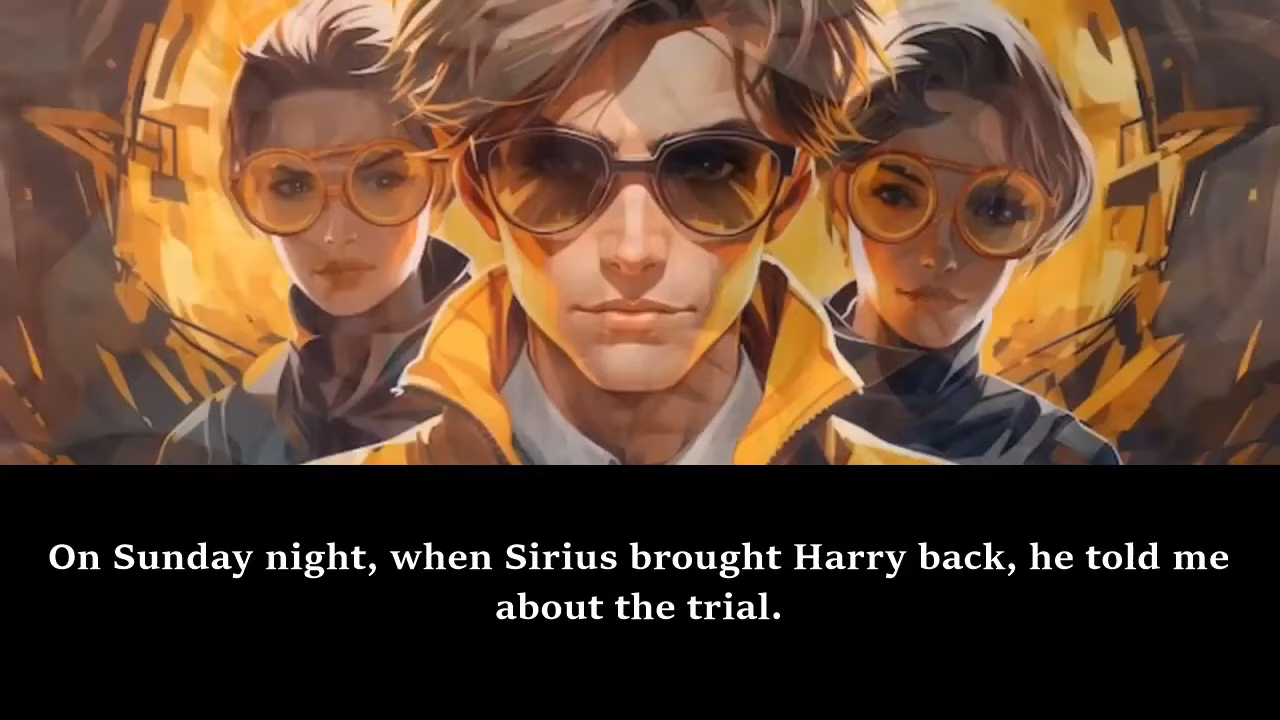 On Sunday night, when Sirius brought Harry back, he told me
about the trial.